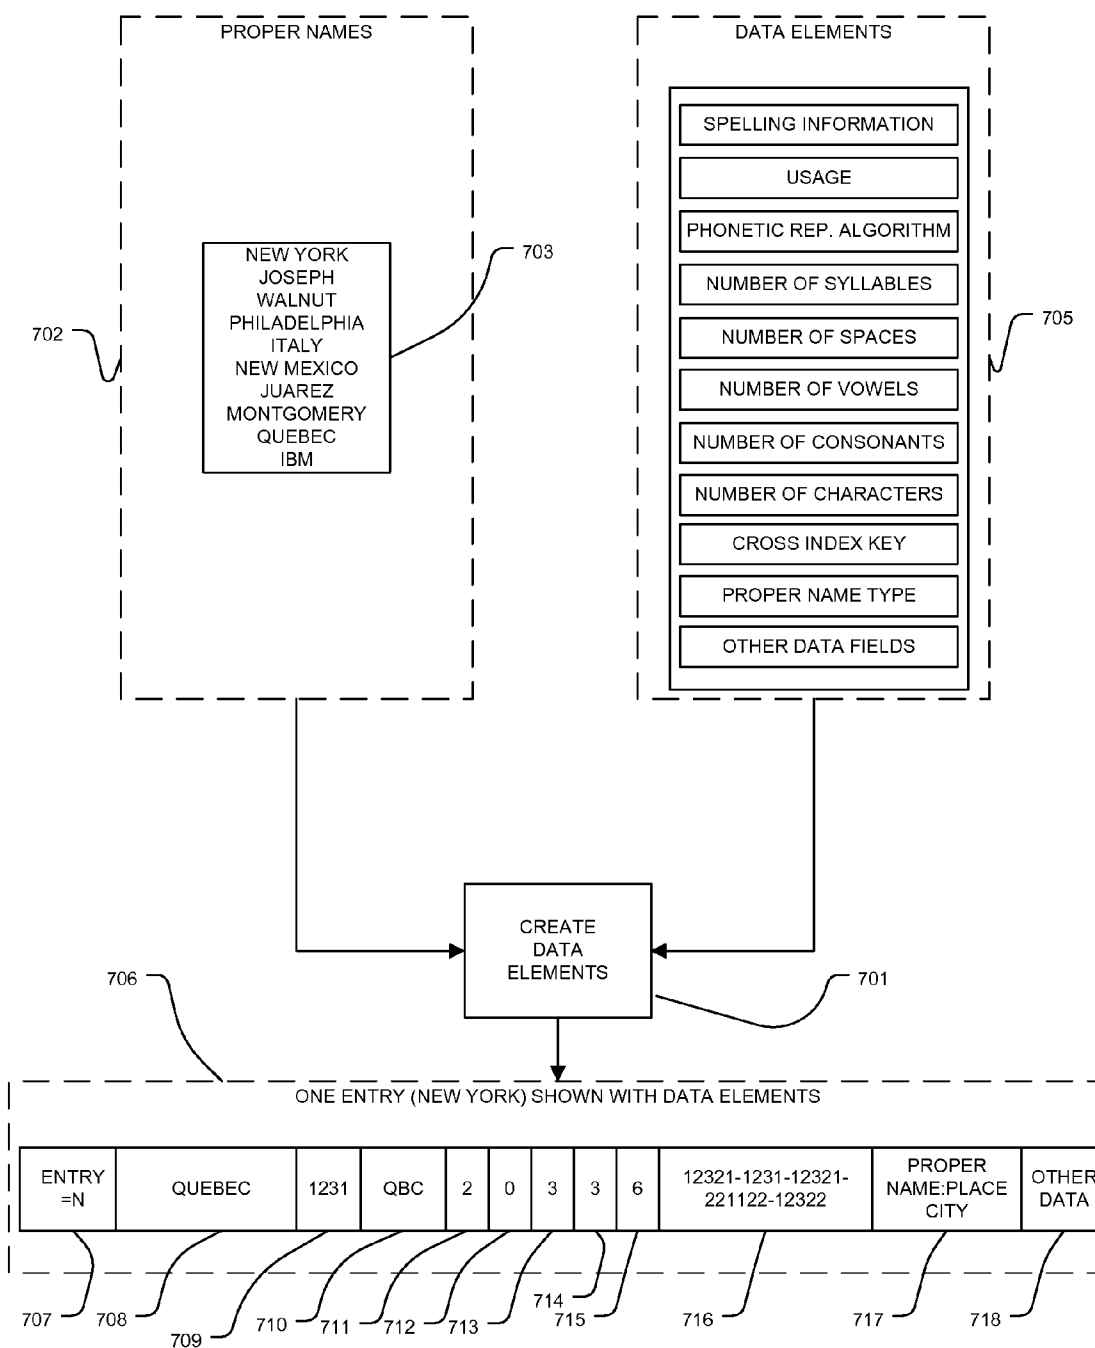 PROPER NAMES
DATA ELEMENTS
SPELLING INFORMATION
USAGE
PHONETIC REP. ALGORITHM
NUMBER OF SYLLABLES
NUMBER OF SPACES
NUMBER OF VOWELS
NUMBER OF CONSONANTS
NUMBER OF CHARACTERS
CROSS INDEX KEY
PROPER NAME TYPE
OTHER DATA FIELDS
NEW YORK
JOSEPH
WALNUT
PHILADELPHIA
ITALY
NEW MEXICO
JUAREZ
MONTGOMERY
QUEBEC
IBM
703
702
705
CREATE
DATA
ELEMENTS
706
701
ONE ENTRY (NEW YORK) SHOWN WITH DATA ELEMENTS
ENTRY
=N
QUEBEC
1231
QBC
2
0
3
3
6
12321-1231-12321-
221122-12322
PROPER
NAME:PLACE
CITY
OTHER
DATA
707
708
709
710
711
712
713
714
715
716
717
718